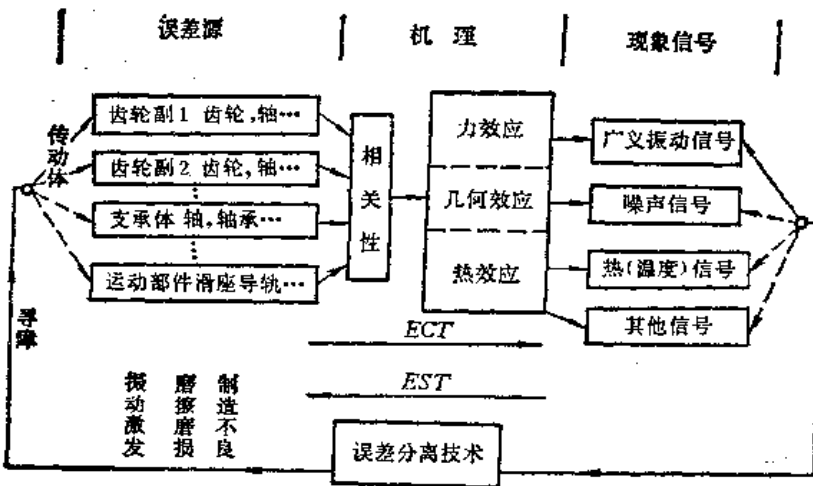 误差源
机理
现象信号
传动体
齿轮副1 齿轮,轴…
齿轮副2 齿轮,轴…
支承体 轴,轴承…
运动部件滑座导轨…
相关性
力效应
几何效应
热效应
广义振动信号
噪声信号
热(温度)信号
其他信号
寻障
ECT
EST
振动激发
磨擦磨损
制造不良
误差分离技术